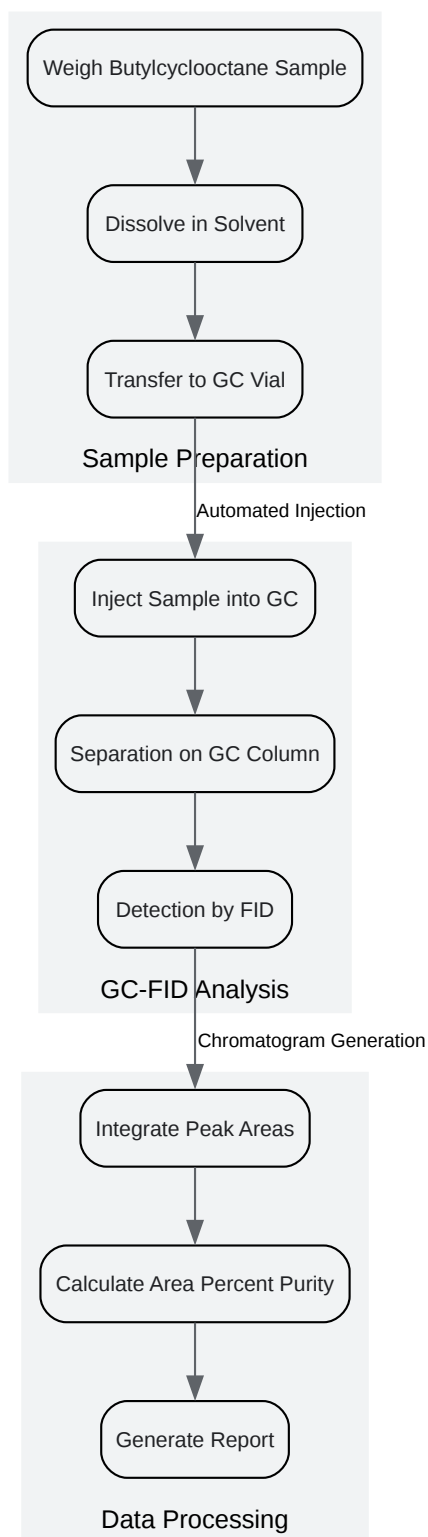 Weigh Butylcyclooctane Sample
Dissolve in Solvent
Transfer to GC Vial
Sample Preparation
Automated Injection
Inject Sample into GC
Separation on GC Column
Detection by FID
GC-FID Analysis
Chromatogram Generation
Integrate Peak Areas
Calculate Area Percent Purity
Generate Report
Data Processing